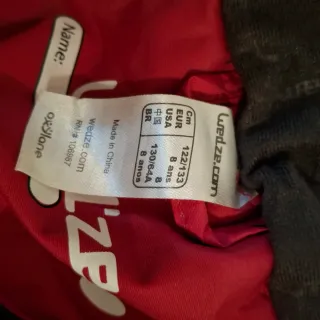 Name:
wedze.com
Cm 122/133
EUR 8 ans
USA 8
中国 130/64A
BR 8 anos
Made in China
wedze.com
oxylane